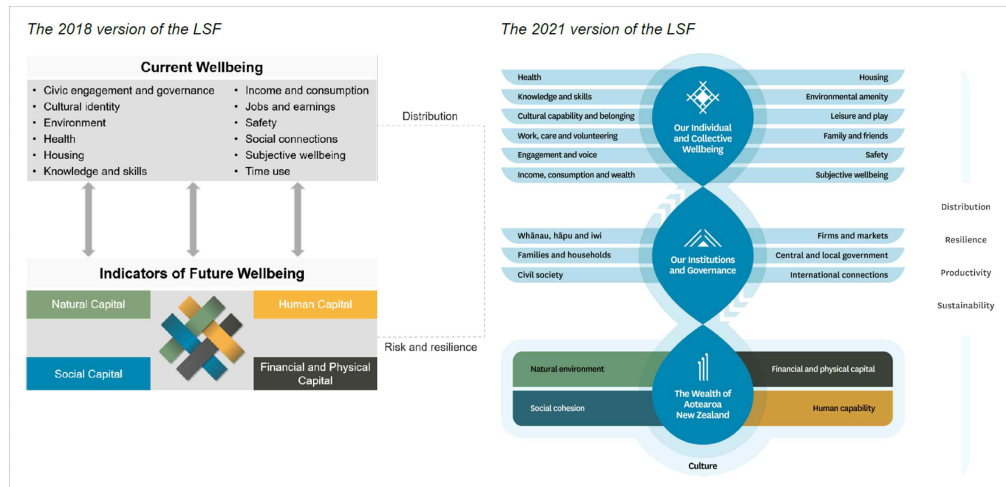 The 2018 version of the LSF
Current Wellbeing
• Civic engagement and governance
• Cultural identity
• Environment
• Health
• Housing
• Knowledge and skills
• Income and consumption
• Jobs and earnings
• Safety
• Social connections
• Subjective wellbeing
• Time use
Distribution
Indicators of Future Wellbeing
Natural Capital
Human Capital
Social Capital
Financial and Physical
Capital
Risk and resilience
The 2021 version of the LSF
Health
Knowledge and skills
Cultural capability and belonging
Work, care and volunteering
Engagement and voice
Income, consumption and wealth
Our Individual
and Collective
Wellbeing
Housing
Environmental amenity
Leisure and play
Family and friends
Safety
Subjective wellbeing
Whānau, hāpu and iwi
Families and households
Civil society
Our Institutions
and Governance
Firms and markets
Central and local government
International connections
Natural environment
Social cohesion
The Wealth of
Aotearoa
New Zealand
Financial and physical capital
Human capability
Culture
Distribution
Resilience
Productivity
Sustainability